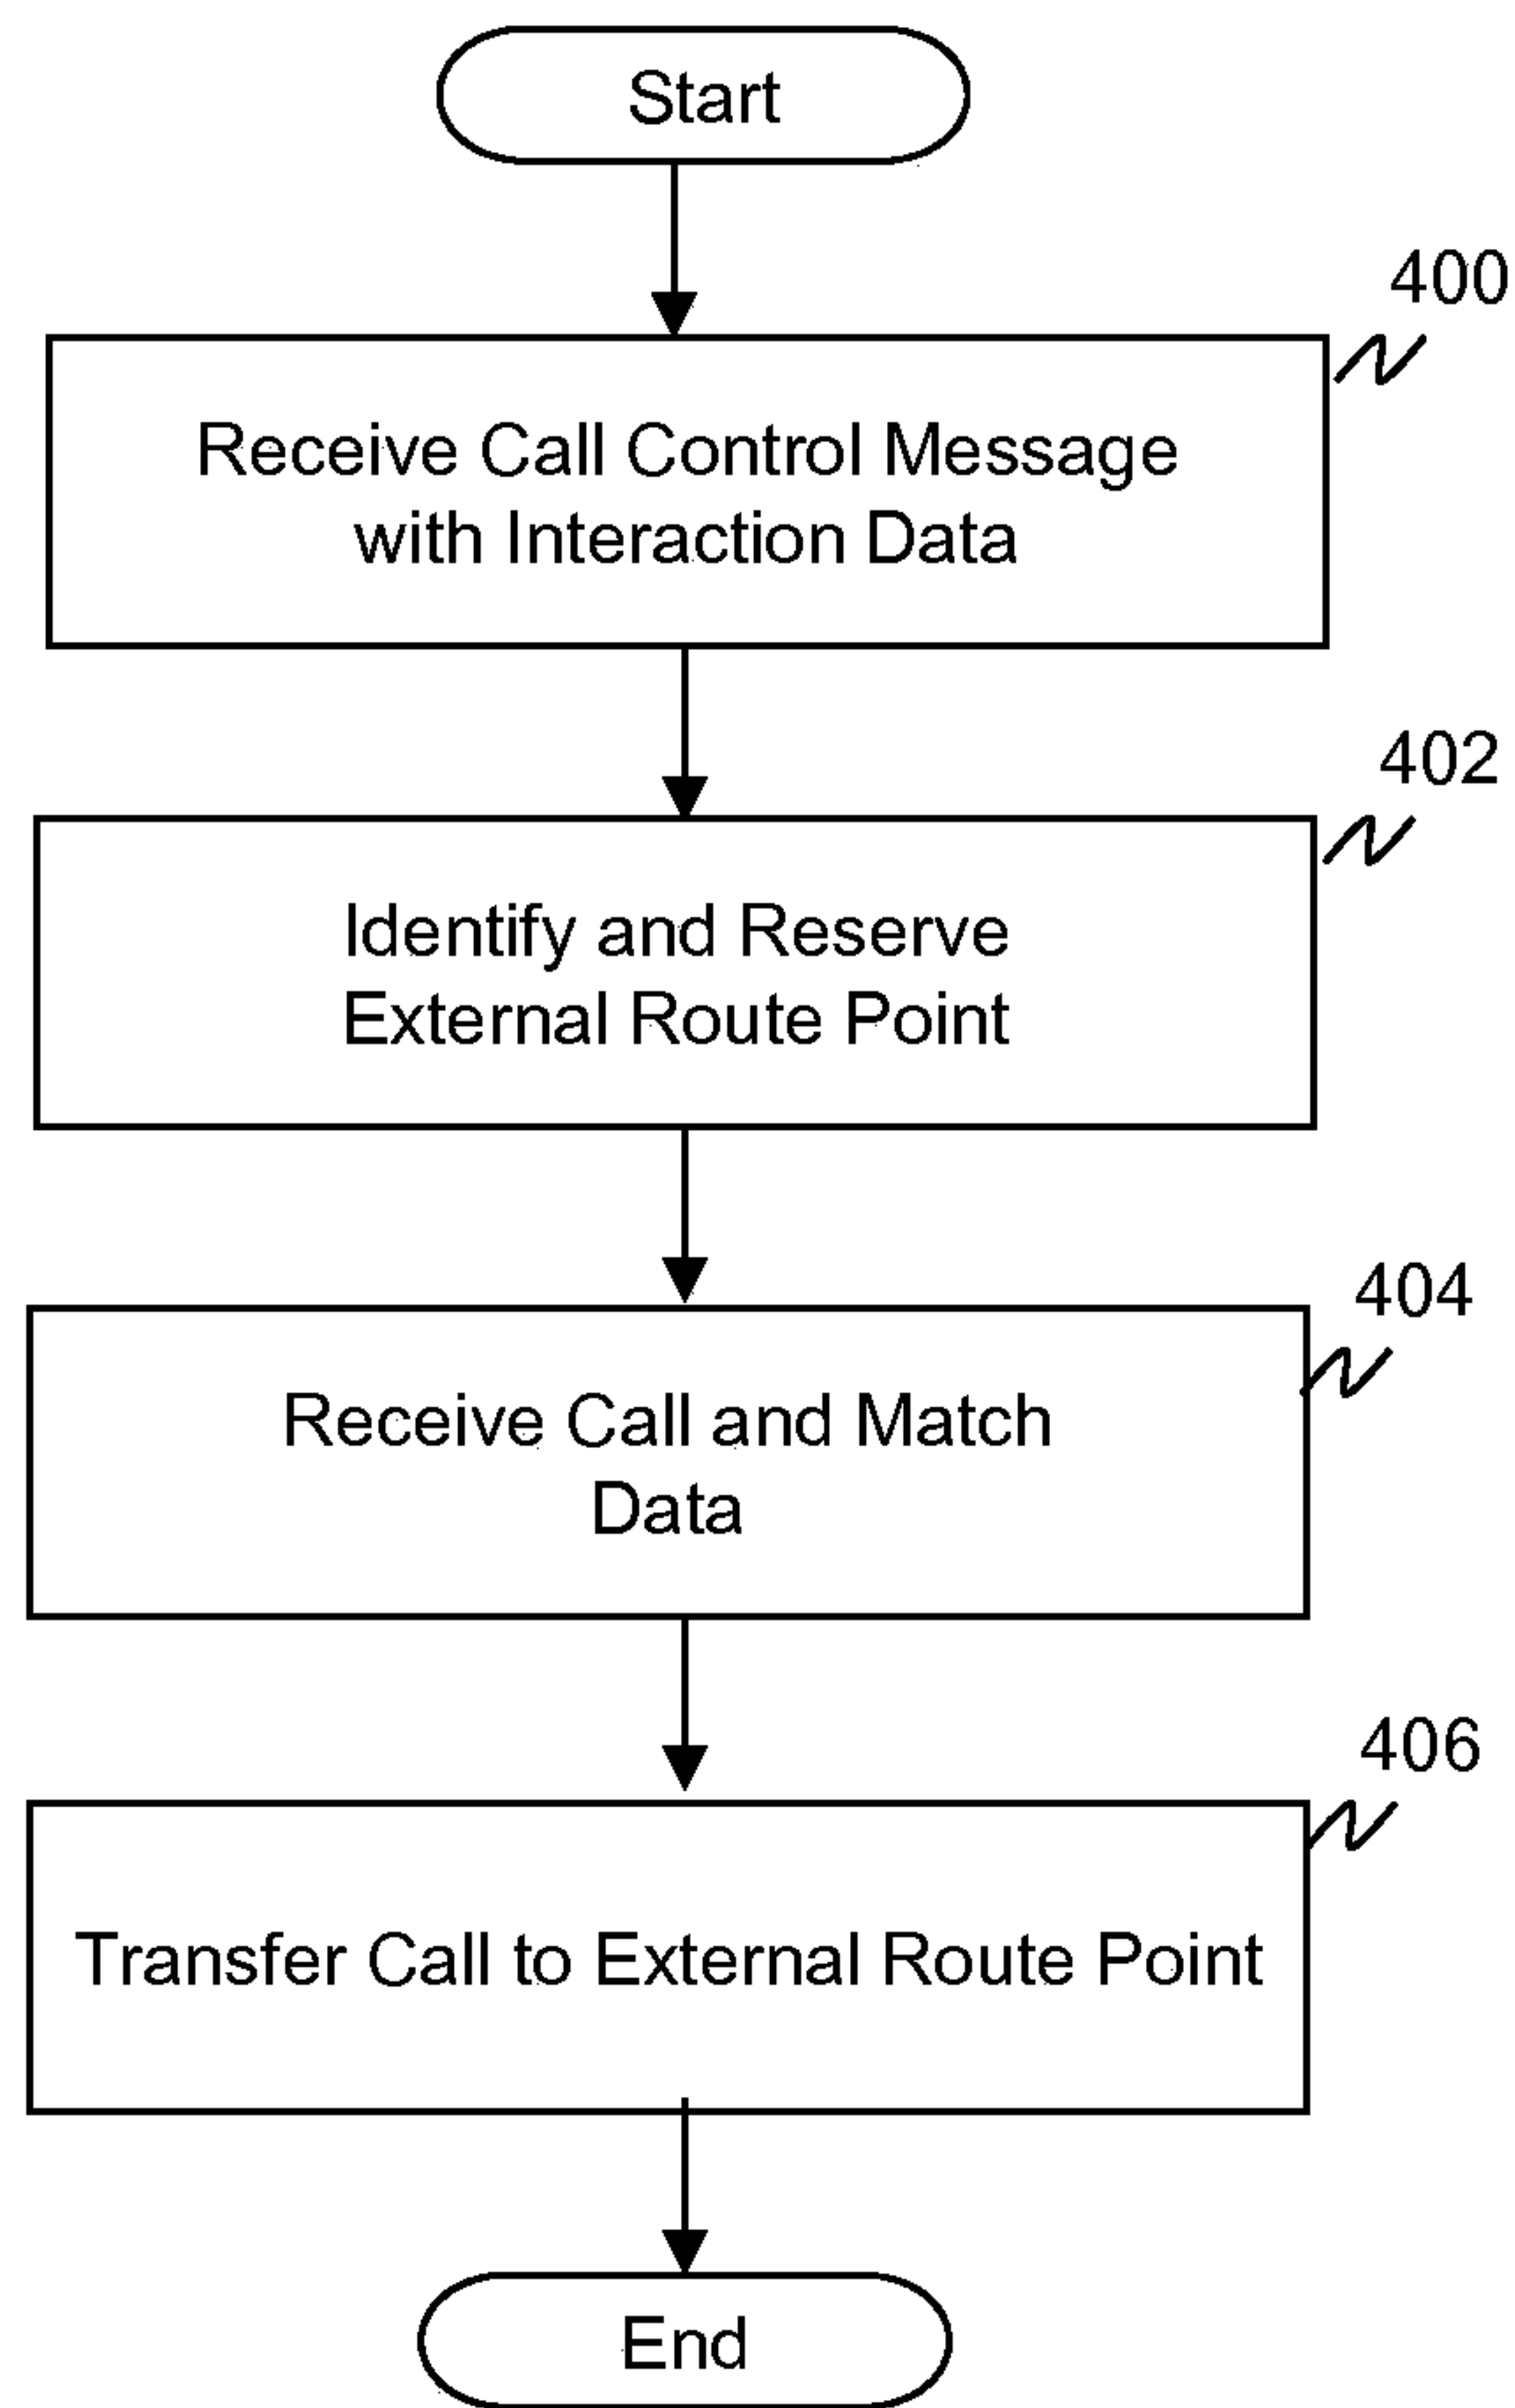 Start
400
Receive Call Control Message
with Interaction Data
402
Identify and Reserve
External Route Point
404
Receive Call and Match
Data
406
Transfer Call to External Route Point
End